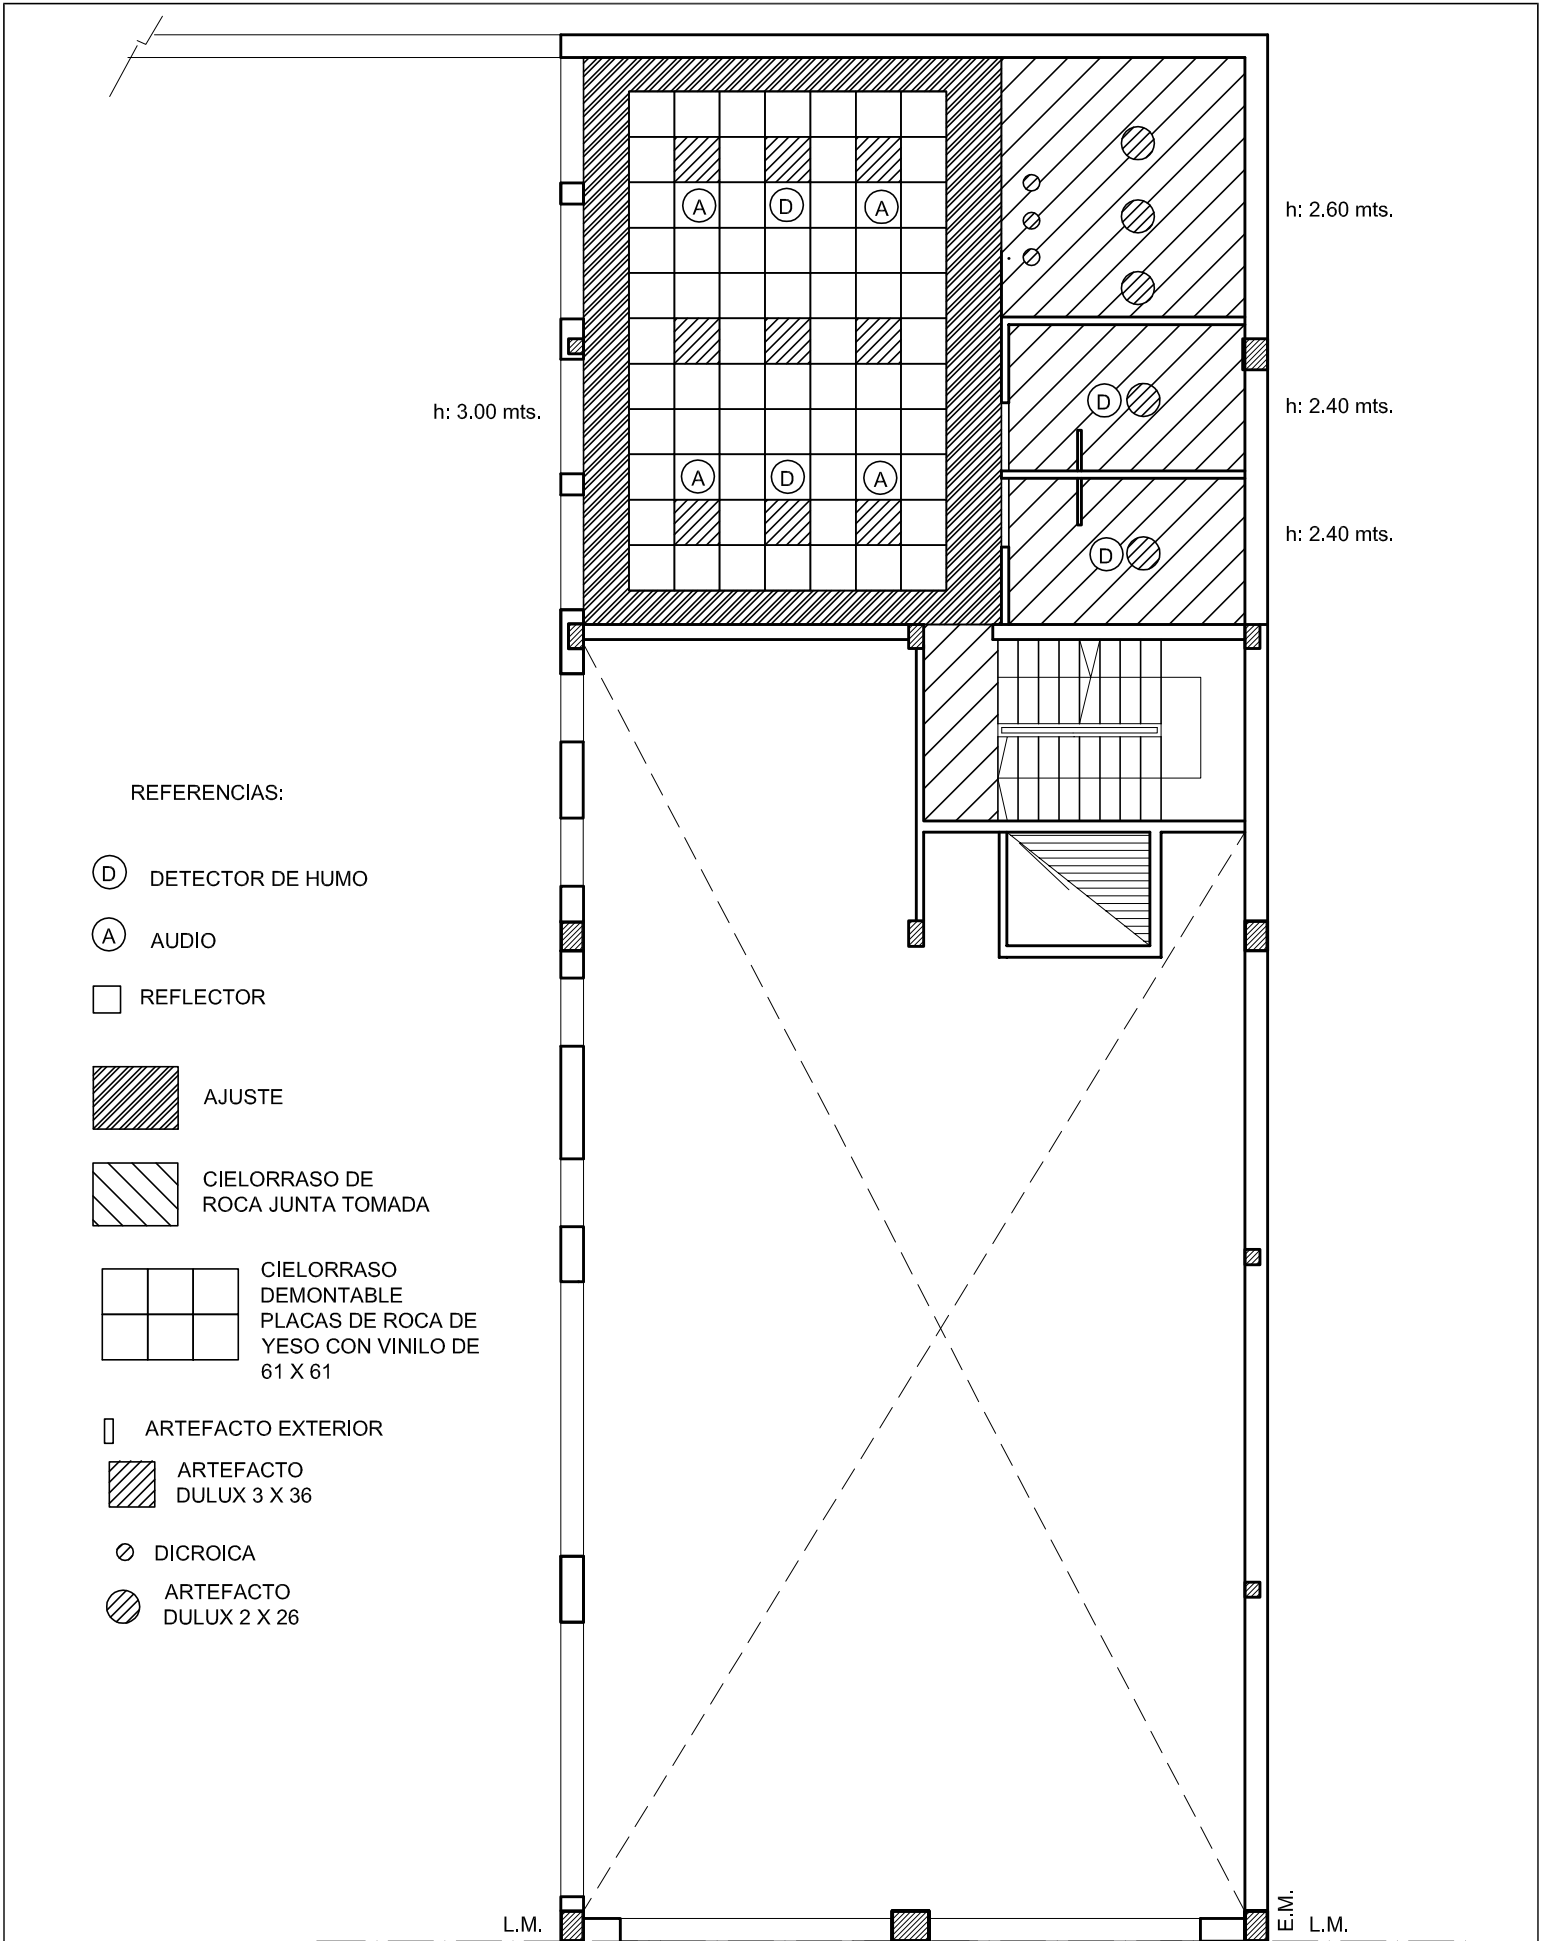 h: 2.60 mts.
A
D
A
h: 3.00 mts.
D
h: 2.40 mts.
A
D
A
D
h: 2.40 mts.
REFERENCIAS:
D DETECTOR DE HUMO
A AUDIO
REFLECTOR
AJUSTE
CIELORRASO DE
ROCA JUNTA TOMADA
CIELORRASO
DEMONTABLE
PLACAS DE ROCA DE
YESO CON VINILO DE
61 X 61
ARTEFACTO EXTERIOR
ARTEFACTO
DULUX 3 X 36
DICROICA
ARTEFACTO
DULUX 2 X 26
L.M.
E.M.
L.M.